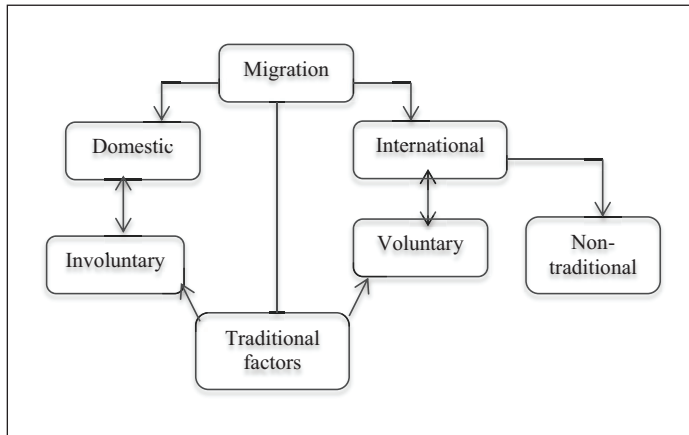 Migration
Domestic
International
Involuntary
Voluntary
Non-
traditional
Traditional
factors